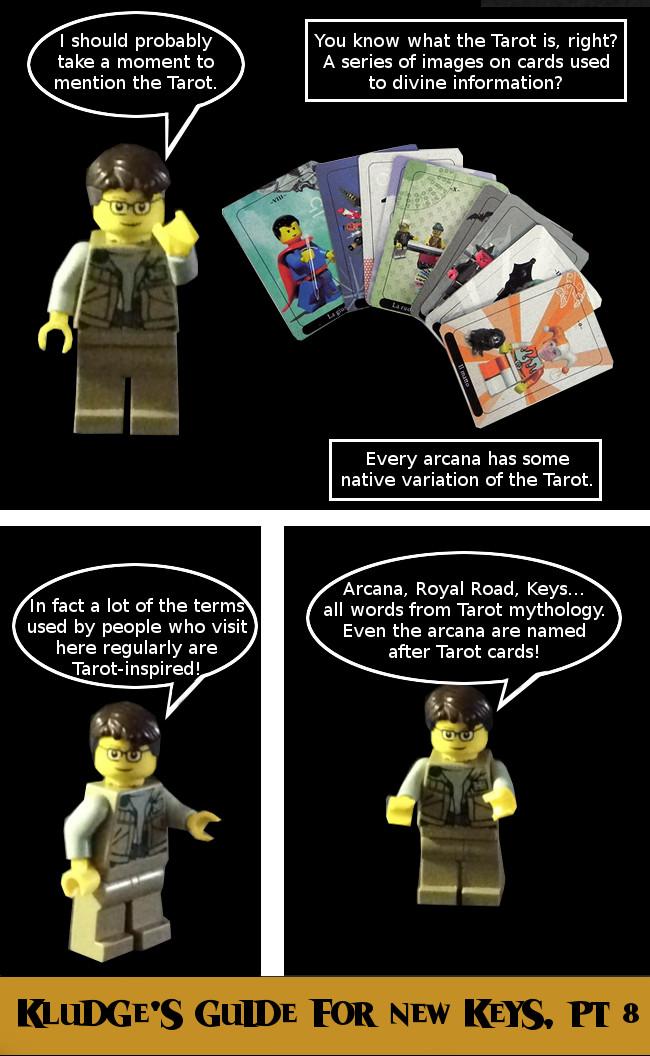 I should probably
take a moment to
mention the Tarot.
You know what the Tarot is, right?
A series of images on cards used
to divine information?
-VIII-
-X-
Il matto
Every arcana has some
native variation of the Tarot.
In fact a lot of the terms
used by people who visit
here regularly are
Tarot-inspired!
Arcana, Royal Road, Keys...
all words from Tarot mythology.
Even the arcana are named
after Tarot cards!
KLUDGE'S GUIDE FOR NEW KEYS, PT 8